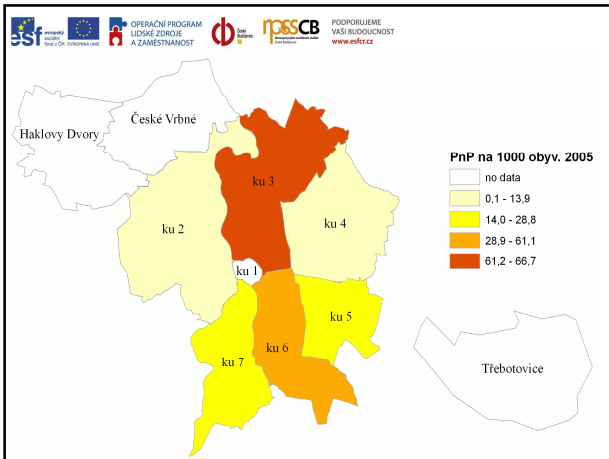 esf evropský sociální fond v ČR EVROPSKÁ UNIE
OPERAČNÍ PROGRAM
LIDSKÉ ZDROJE
A ZAMĚSTNANOST
České Budějovice
npssCB
PODPORUJEME
VAŠI BUDOUCNOST
www.esfcr.cz
České Vrbné
Haklovy Dvory
ku 3
ku 2
ku 4
ku 1
ku 5
ku 6
ku 7
Třebotovice
PnP na 1000 obyv. 2005
no data
0,1 - 13,9
14,0 - 28,8
28,9 - 61,1
61,2 - 66,7